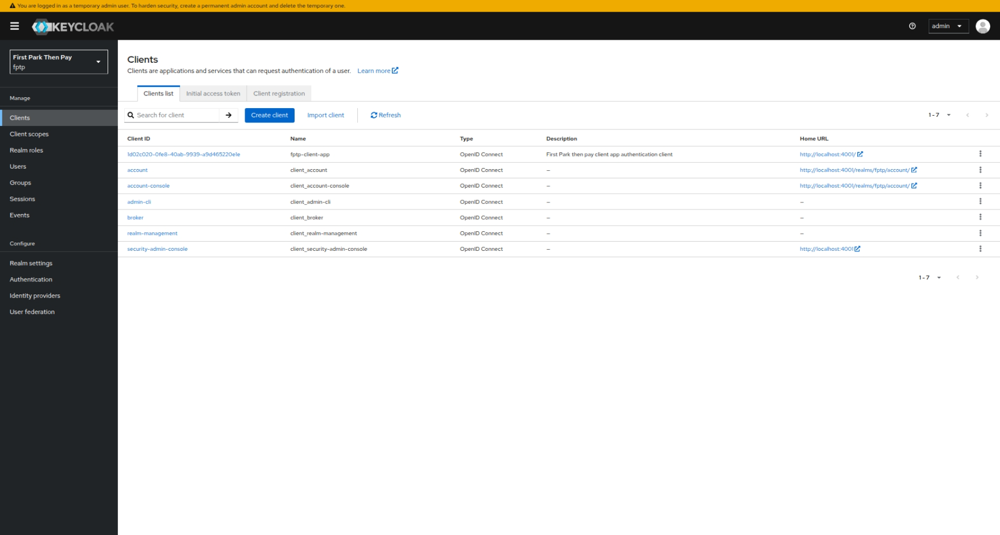 You are logged in as a temporary admin user. To harden security, create a permanent admin account and delete the temporary one.
KEYCLOAK
admin
First Park Then Pay
fptp
Manage
Clients
Client scopes
Realm roles
Users
Groups
Sessions
Events
Configure
Realm settings
Authentication
Identity providers
User federation
Clients
Clients are applications and services that can request authentication of a user. Learn more
Clients list Initial access token Client registration
Search for client Create client Import client Refresh 1-7
Client ID Name Type Description Home URL
1d02c020-0fe8-40ab-9939-a9d465220e1e fptp-client-app OpenID Connect First Park then pay client app authentication client http://localhost:4001/
account client_account OpenID Connect – http://localhost:4001/realms/fptp/account/
account-console client_account-console OpenID Connect – http://localhost:4001/realms/fptp/account/
admin-cli client_admin-cli OpenID Connect – –
broker client_broker OpenID Connect – –
realm-management client_realm-management OpenID Connect – –
security-admin-console client_security-admin-console OpenID Connect – http://localhost:4001
1-7